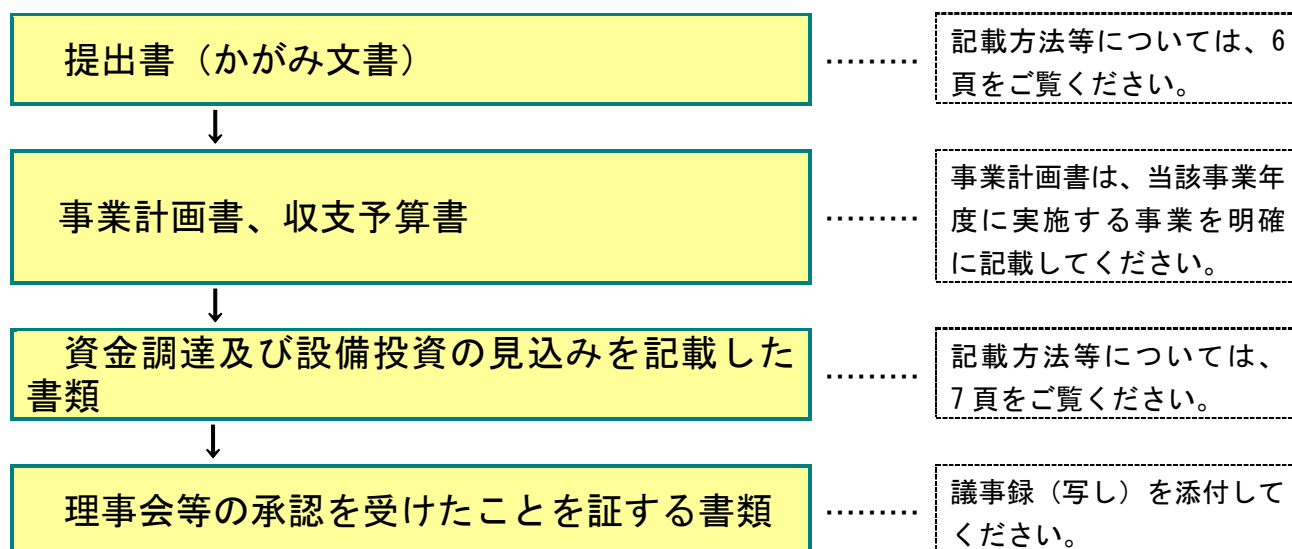 提出書（かがみ文書）
………
記載方法等については、6
頁をご覧ください。
↓
事業計画書、収支予算書
………
事業計画書は、当該事業年
度に実施する事業を明確
に記載してください。
↓
資金調達及び設備投資の見込みを記載した
書類
………
記載方法等については、
7頁をご覧ください。
↓
理事会等の承認を受けたことを証する書類
………
議事録（写し）を添付して
ください。